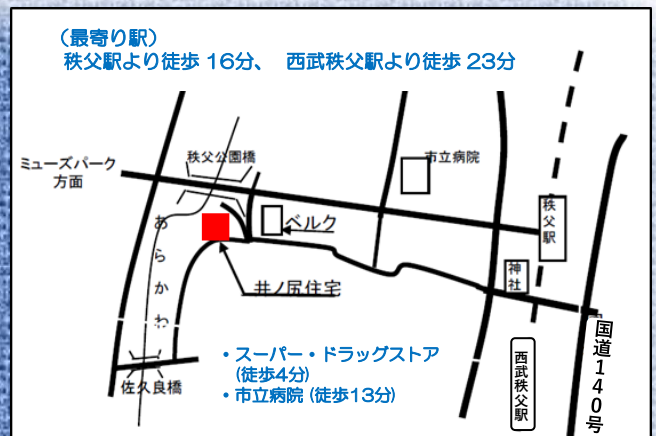 （最寄り駅）
秩父駅より徒歩 16分、 西武秩父駅より徒歩 23分
秩父公園橋
市立病院
ミューズパーク
方面
秩父駅
あらかわ
ベルク
神社
井ノ尻住宅
国道140号
・スーパー・ドラッグストア
(徒歩4分)
・市立病院 (徒歩13分)
西武秩父駅
佐久良橋